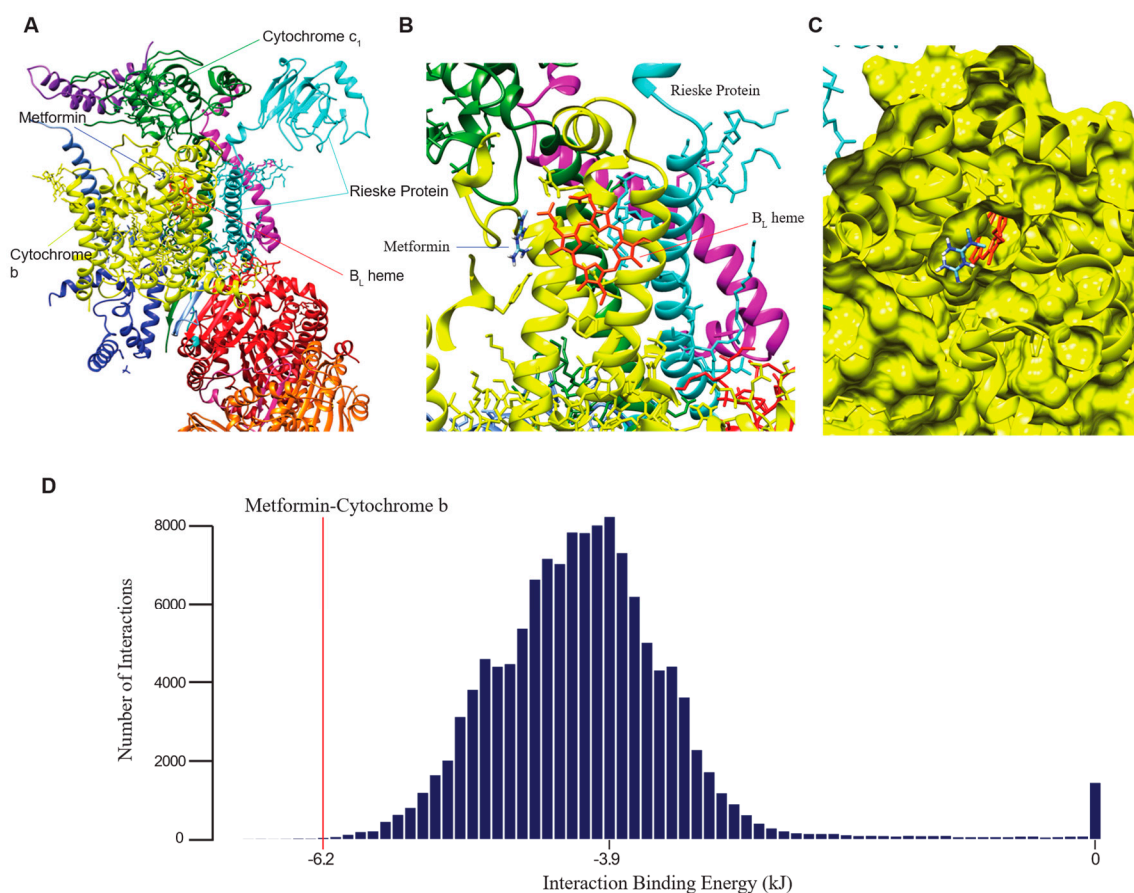 A
Cytochrome c1
Metformin
Rieske Protein
Cytochrome
b
BL heme
B
Rieske Protein
Metformin
BL heme
C
D
Metformin-Cytochrome b
8000
6000
4000
2000
0
Number of Interactions
-6.2
-3.9
0
Interaction Binding Energy (kJ)